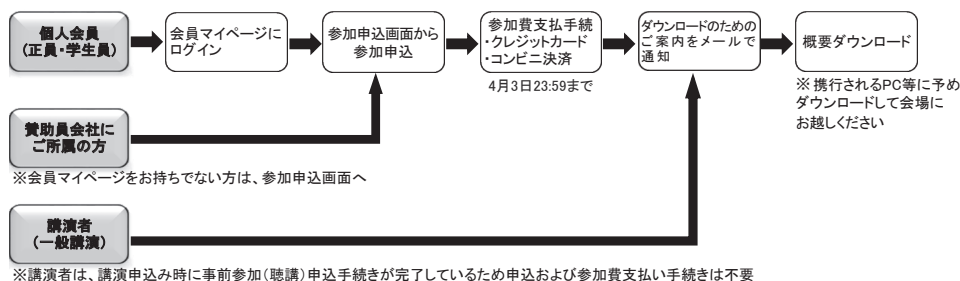 個人会員
(正員・学生員)
会員マイページに
ログイン
参加申込画面から
参加申込
参加費支払手続
・クレジットカード
・コンビニ決済
4月3日23:59まで
ダウンロードのための
ご案内をメールで
通知
概要ダウンロード
※ 携行されるPC等に予め
ダウンロードして会場に
お越しください
賛助員会社に
ご所属の方
※会員マイページをお持ちでない方は、参加申込画面へ
講演者
(一般講演)
※講演者は、講演申込み時に事前参加(聴講)申込手続きが完了しているため申込および参加費支払い手続きは不要